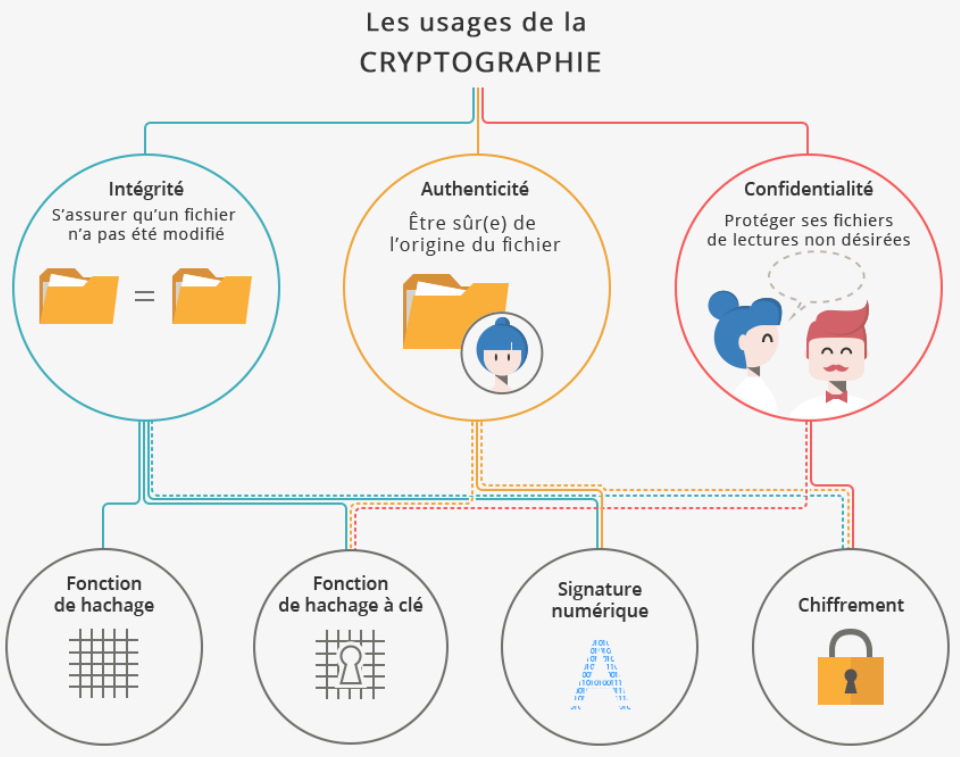 Les usages de la
CRYPTOGRAPHIE
Intégrité
S'assurer qu'un fichier
n'a pas été modifié
=
Authenticité
Être sûr(e) de
l'origine du fichier
Confidentialité
Protéger ses fichiers
de lectures non désirées
Fonction
de hachage
Fonction
de hachage à clé
Signature
numérique
Chiffrement